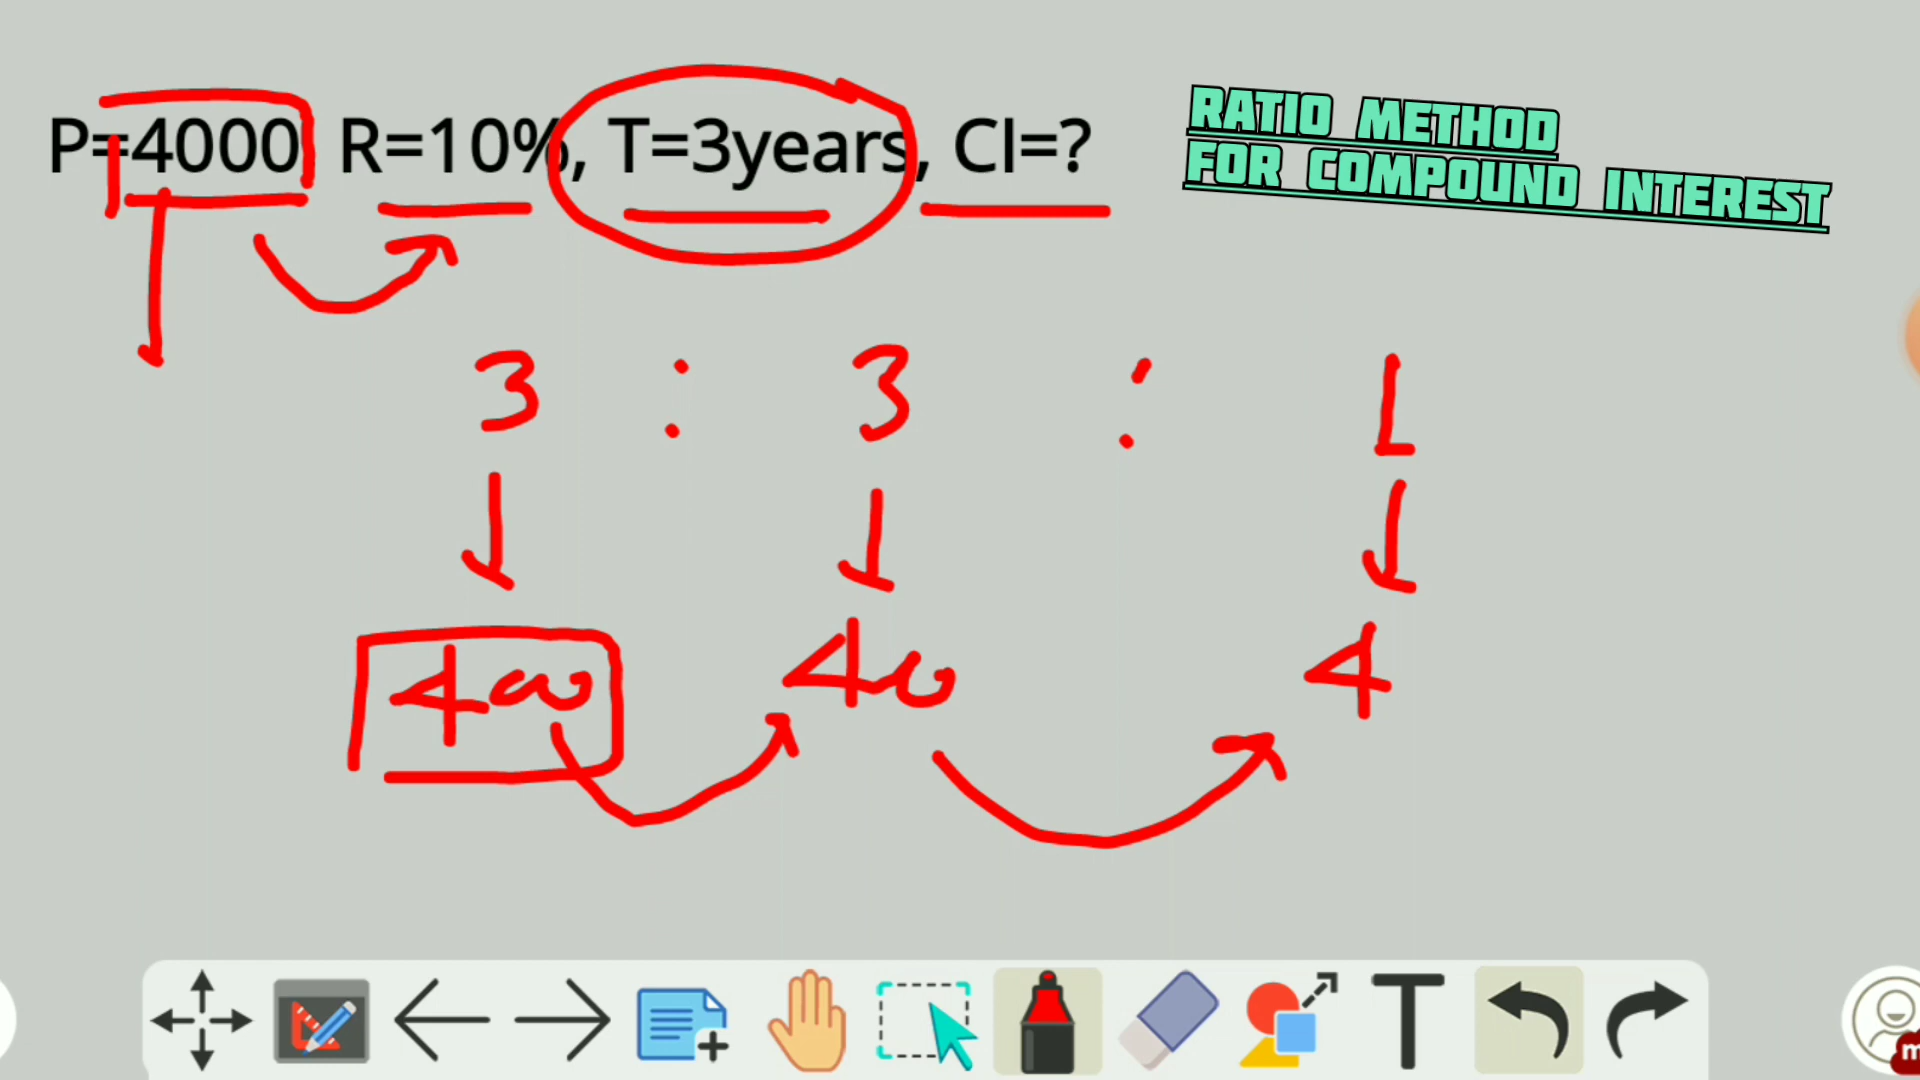 P=4000, R=10%, T=3years, CI=?
RATIO METHOD
FOR COMPOUND INTEREST
3 : 3 : 1
400 40 4
T
m